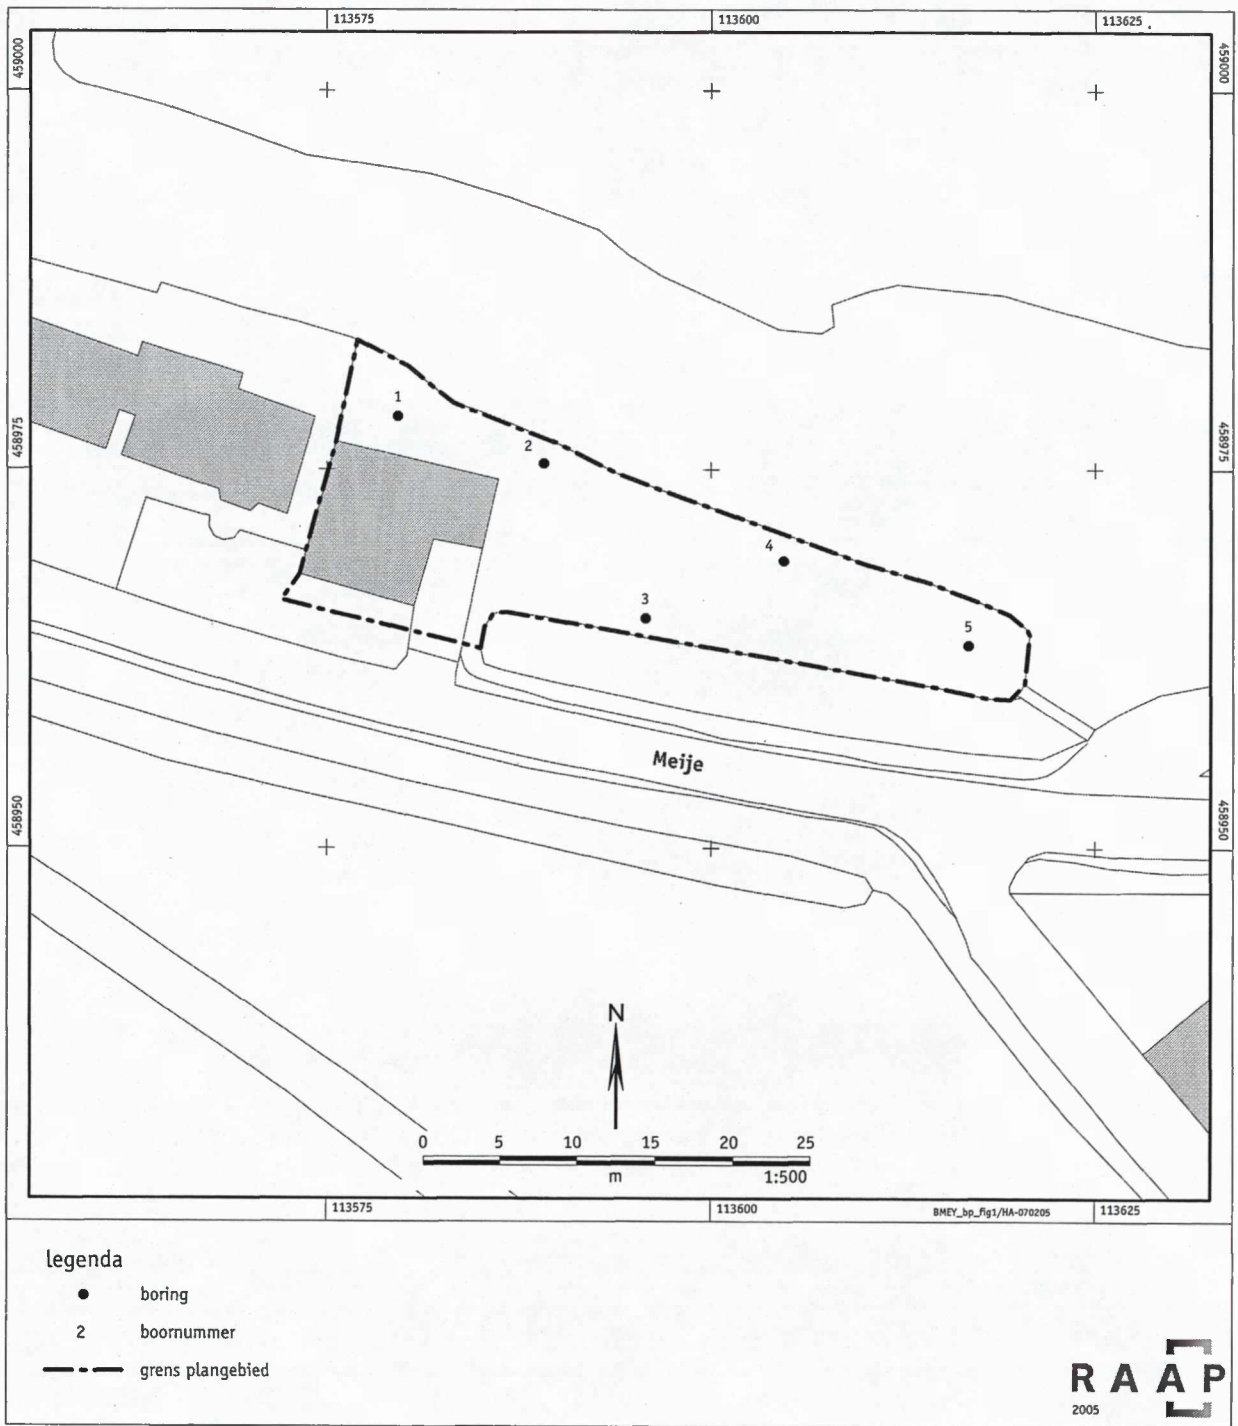 113575
113600
113625
459000
459000
1
2
458975
458975
4
3
5
Meije
458950
458950
N
0 5 10 15 20 25
m 1:500
113575
113600
BMEY_bp_fig1/HA-070205
113625
legenda
boring
2 boornummer
grens plangebied
RAAP
2005